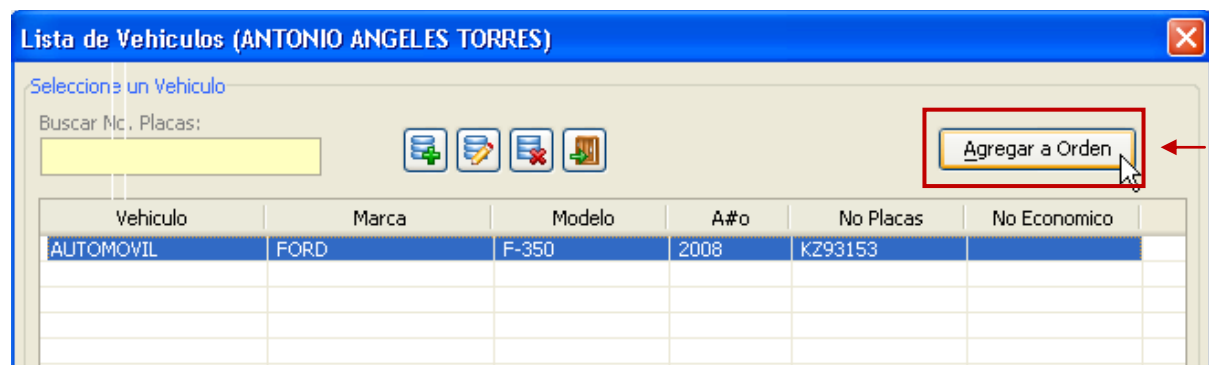 Lista de Vehiculos (ANTONIO ANGELES TORRES)
Seleccione un Vehiculo
Buscar No. Placas:
Agregar a Orden
Vehiculo Marca Modelo A#o No Placas No Economico
AUTOMOVIL FORD F-350 2008 KZ93153